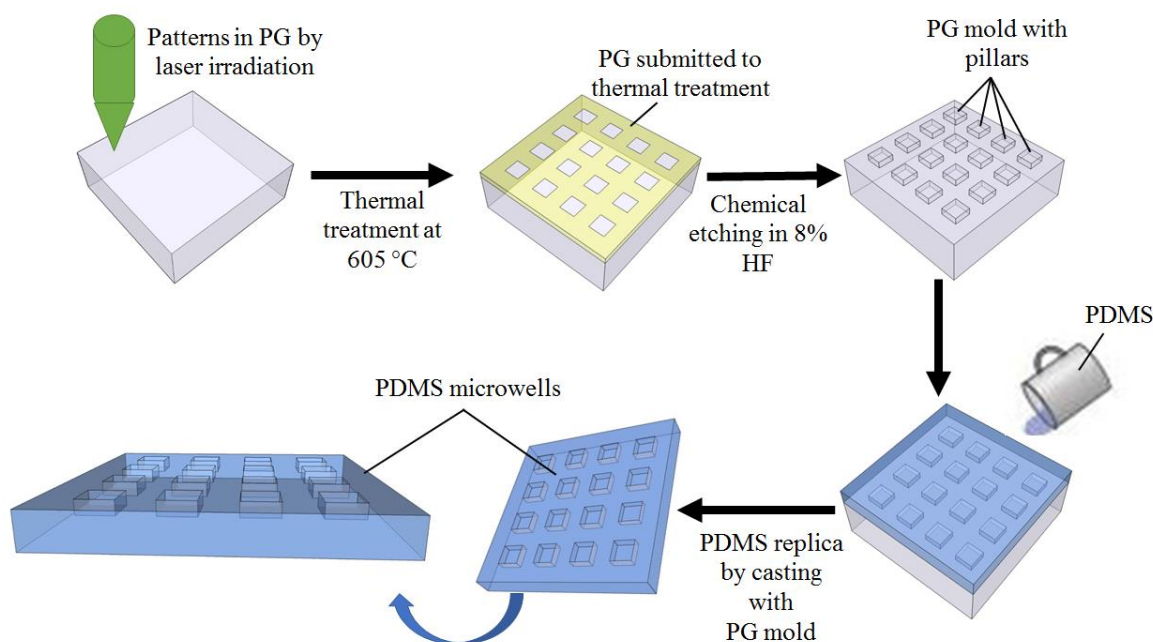 Patterns in PG by
laser irradiation
Thermal
treatment at
605 °C
PG submitted to
thermal treatment
Chemical
etching in 8%
HF
PG mold with
pillars
PDMS
PDMS replica
by casting
with
PG mold
PDMS microwells